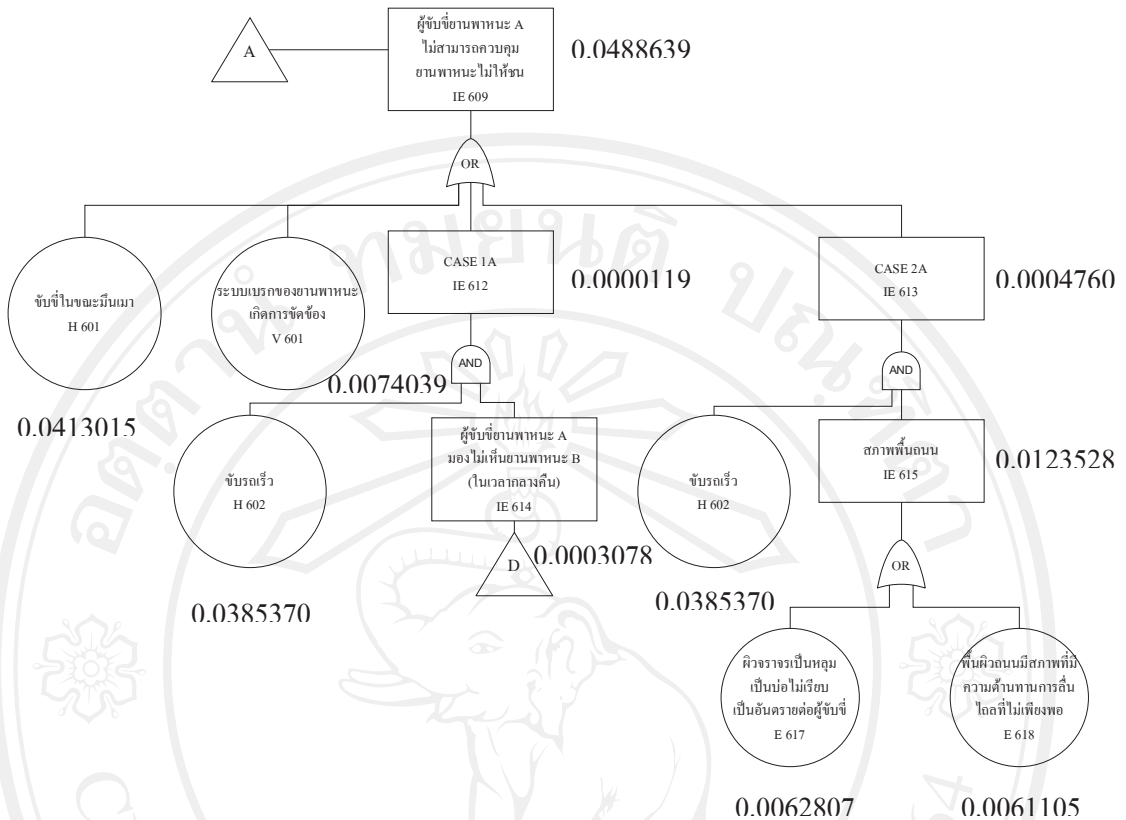 A
ผู้ขับขี่ยานพาหนะ A
ไม่สามารถควบคุม
ยานพาหนะไม่ให้ชน
IE 609
0.0488639
OR
ขับขี่ในขณะมึนเมา
H 601
0.0413015
ระบบเบรกของยานพาหนะ
เกิดการขัดข้อง
V 601
0.0074039
CASE 1A
IE 612
0.0000119
CASE 2A
IE 613
0.0004760
AND
AND
ขับรถเร็ว
H 602
0.0385370
ผู้ขับขี่ยานพาหนะ A
มองไม่เห็นยานพาหนะ B
(ในเวลากลางคืน)
IE 614
D
0.0003078
ขับรถเร็ว
H 602
0.0385370
สภาพพื้นถนน
IE 615
0.0123528
OR
ผิวจราจรเป็นหลุม
เป็นบ่อไม่เรียบ
เป็นอันตรายต่อผู้ขับขี่
E 617
0.0062807
พื้นผิวถนนมีสภาพที่มี
ความต้านทานการลื่น
ไถลที่ไม่เพียงพอ
E 618
0.0061105